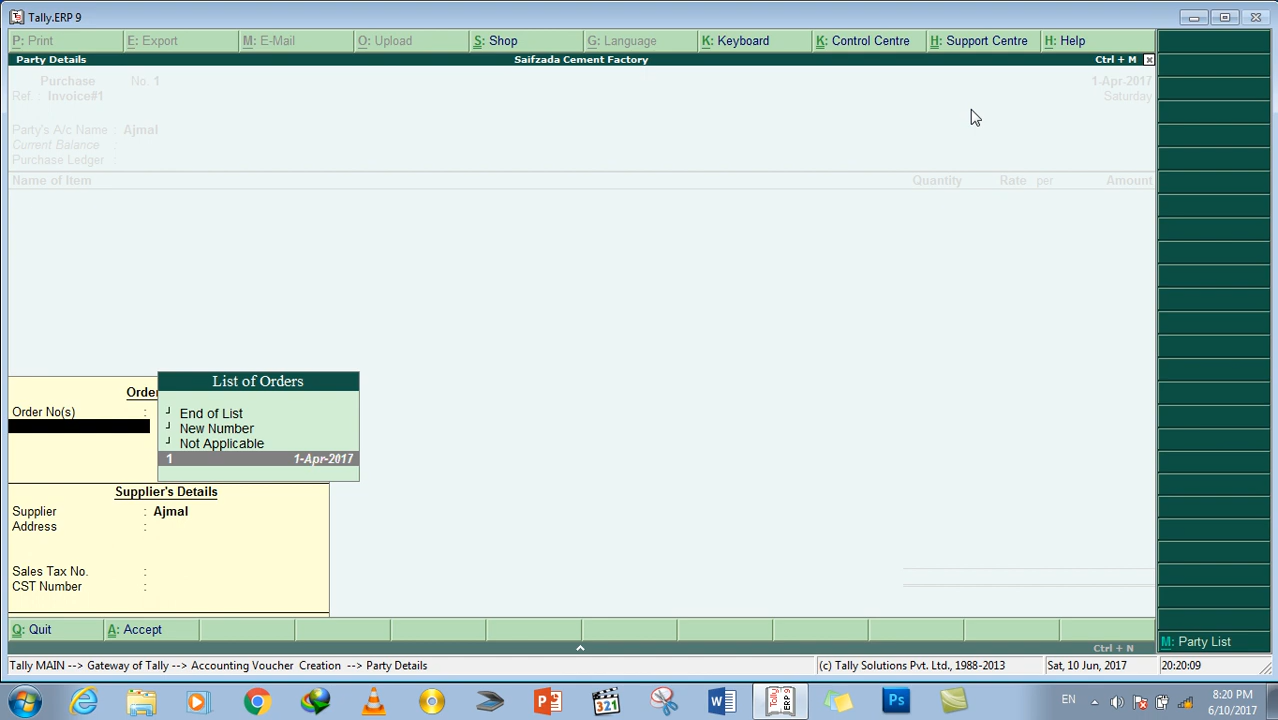 Tally.ERP 9
P: Print E: Export M: E-Mail O: Upload S: Shop G: Language K: Keyboard K: Control Centre H: Support Centre H: Help
Party Details Saifzada Cement Factory Ctrl + M
Purchase No. 1 1-Apr-2017
Ref. : Invoice#1 Saturday
Party's A/c Name : Ajmal
Current Balance :
Purchase Ledger
Name of Item Quantity Rate per Amount
List of Orders
Order
Order No(s) :
End of List
New Number
Not Applicable
1 1-Apr-2017
Supplier's Details
Supplier : Ajmal
Address :
Sales Tax No. :
CST Number :
Q: Quit A: Accept
M: Party List
Ctrl + N
Tally MAIN --> Gateway of Tally --> Accounting Voucher Creation --> Party Details (c) Tally Solutions Pvt. Ltd., 1988-2013 Sat, 10 Jun, 2017 20:20:09
EN 8:20 PM
6/10/2017
321
W
Tally
ERP 9
Ps